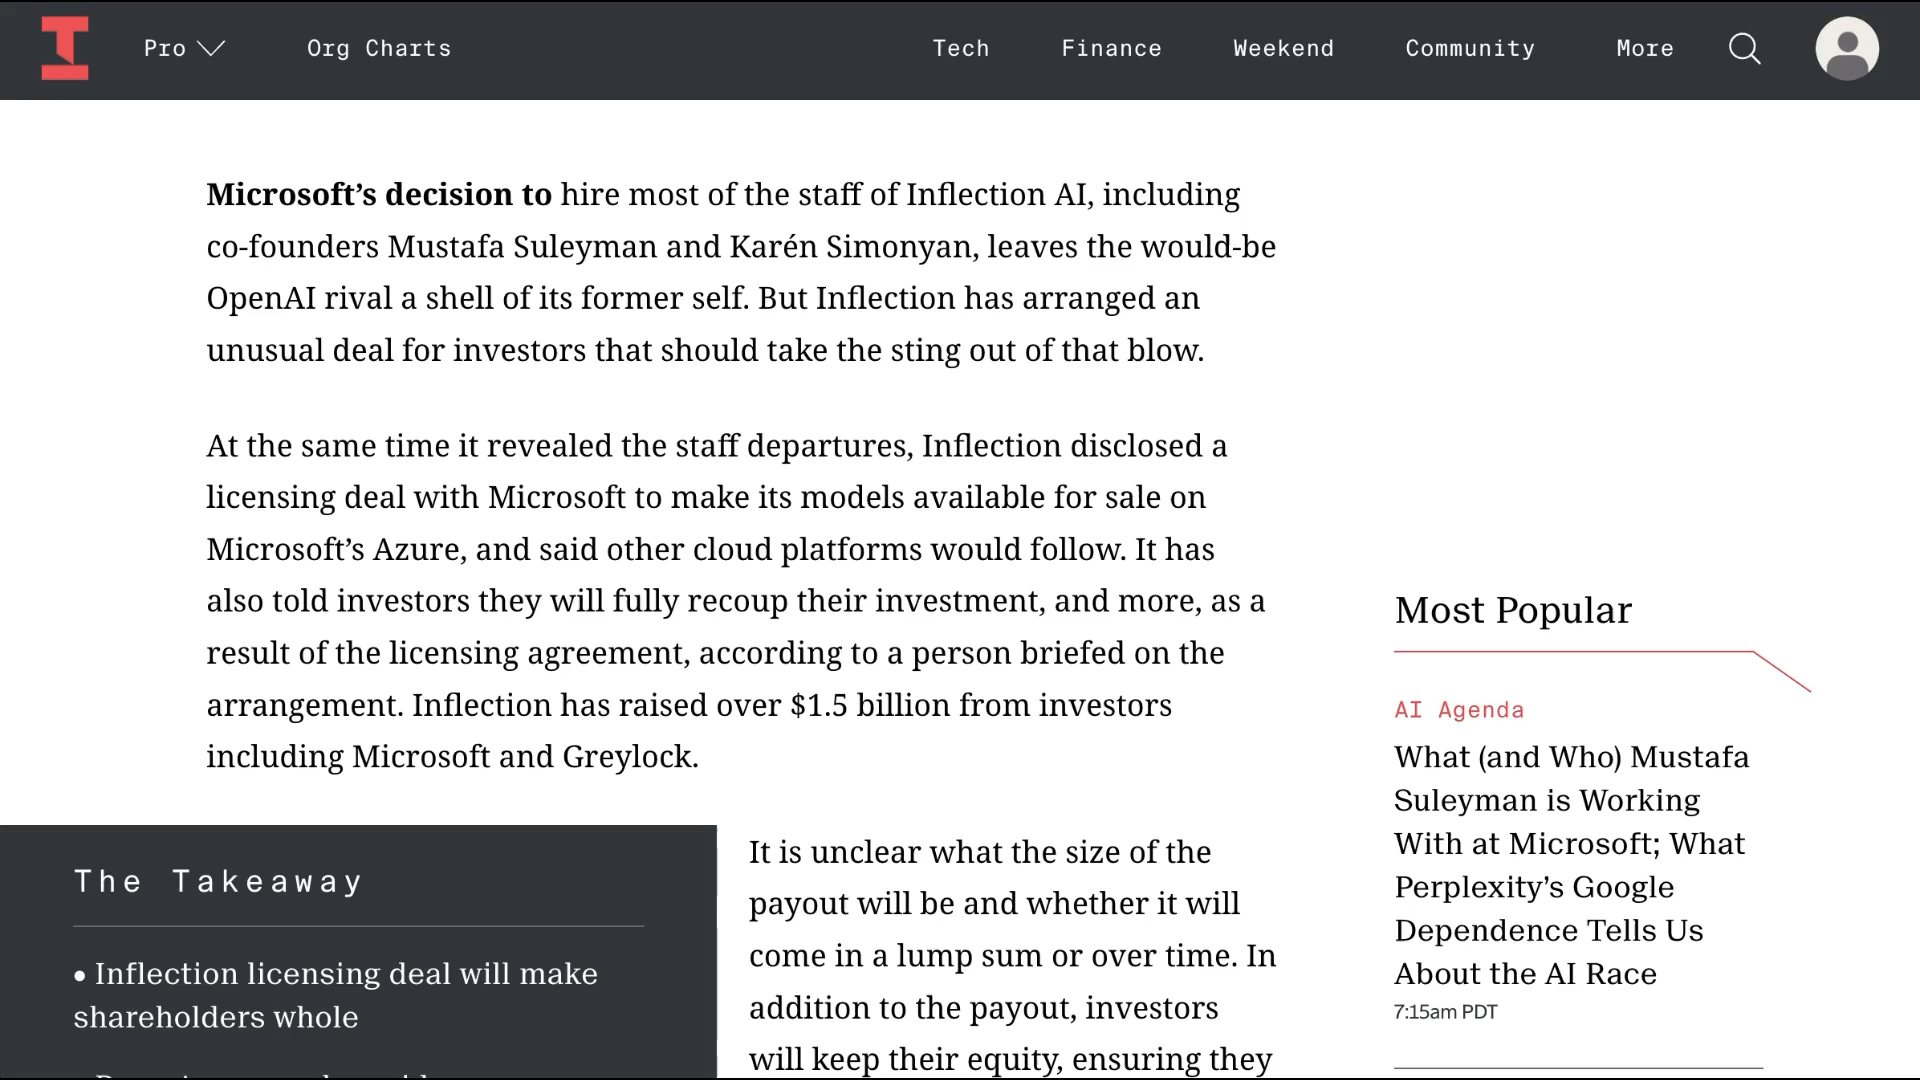 Pro
Org Charts
Tech
Finance
Weekend
Community
More
Microsoft’s decision to hire most of the staff of Inflection AI, including
co-founders Mustafa Suleyman and Karén Simonyan, leaves the would-be
OpenAI rival a shell of its former self. But Inflection has arranged an
unusual deal for investors that should take the sting out of that blow.
At the same time it revealed the staff departures, Inflection disclosed a
licensing deal with Microsoft to make its models available for sale on
Microsoft’s Azure, and said other cloud platforms would follow. It has
also told investors they will fully recoup their investment, and more, as a
result of the licensing agreement, according to a person briefed on the
arrangement. Inflection has raised over $1.5 billion from investors
including Microsoft and Greylock.
The Takeaway
• Inflection licensing deal will make
shareholders whole
It is unclear what the size of the
payout will be and whether it will
come in a lump sum or over time. In
addition to the payout, investors
will keep their equity, ensuring they
Most Popular
AI Agenda
What (and Who) Mustafa
Suleyman is Working
With at Microsoft; What
Perplexity’s Google
Dependence Tells Us
About the AI Race
7:15am PDT